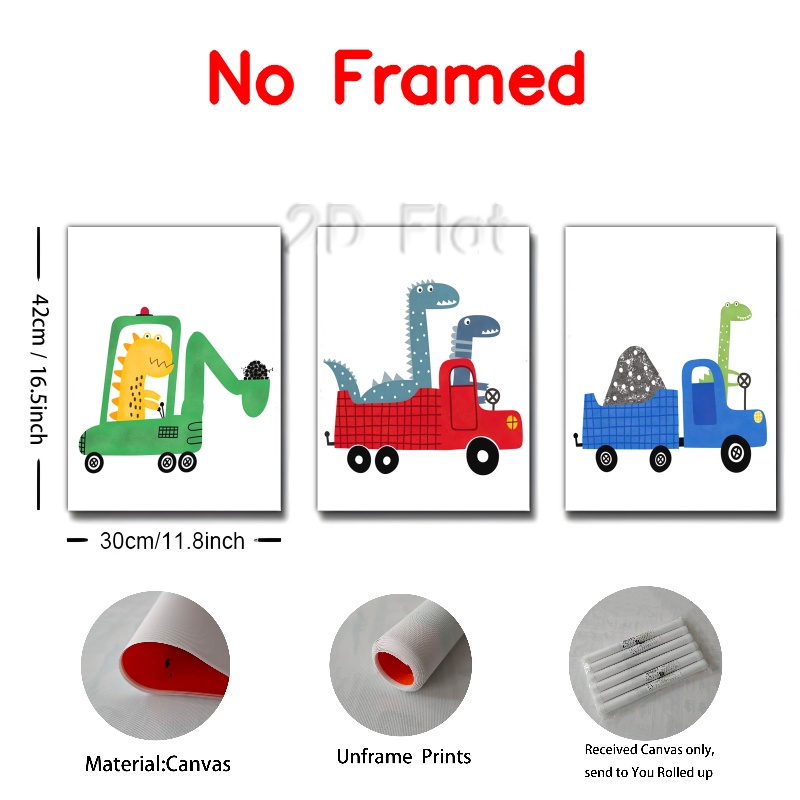 No Framed
2D Flat
42cm / 16.5inch
30cm/11.8inch
Material:Canvas
Unframe Prints
Received Canvas only,
send to You Rolled up